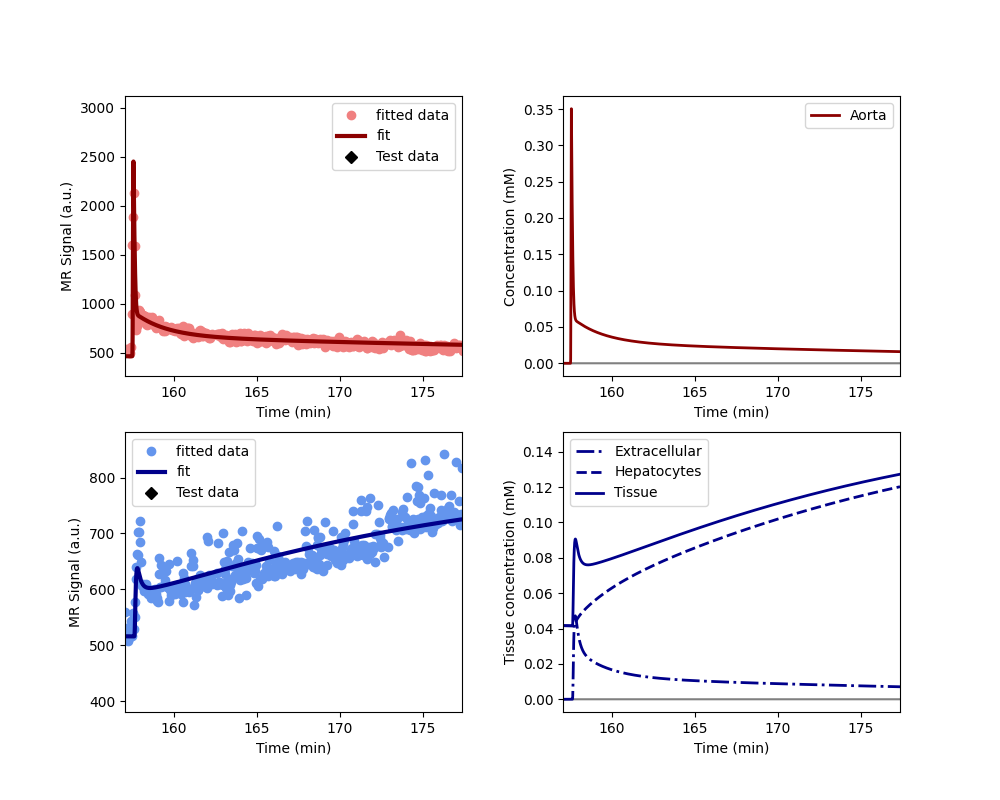 3000
2500
2000
1500
1000
500
MR Signal (a.u.)
fitted data
fit
Test data
160 165 170 175
Time (min)
0.35
0.30
0.25
0.20
0.15
0.10
0.05
0.00
Concentration (mM)
Aorta
160 165 170 175
Time (min)
800
700
600
500
400
MR Signal (a.u.)
fitted data
fit
Test data
160 165 170 175
Time (min)
0.14
0.12
0.10
0.08
0.06
0.04
0.02
0.00
Tissue concentration (mM)
Extracellular
Hepatocytes
Tissue
160 165 170 175
Time (min)